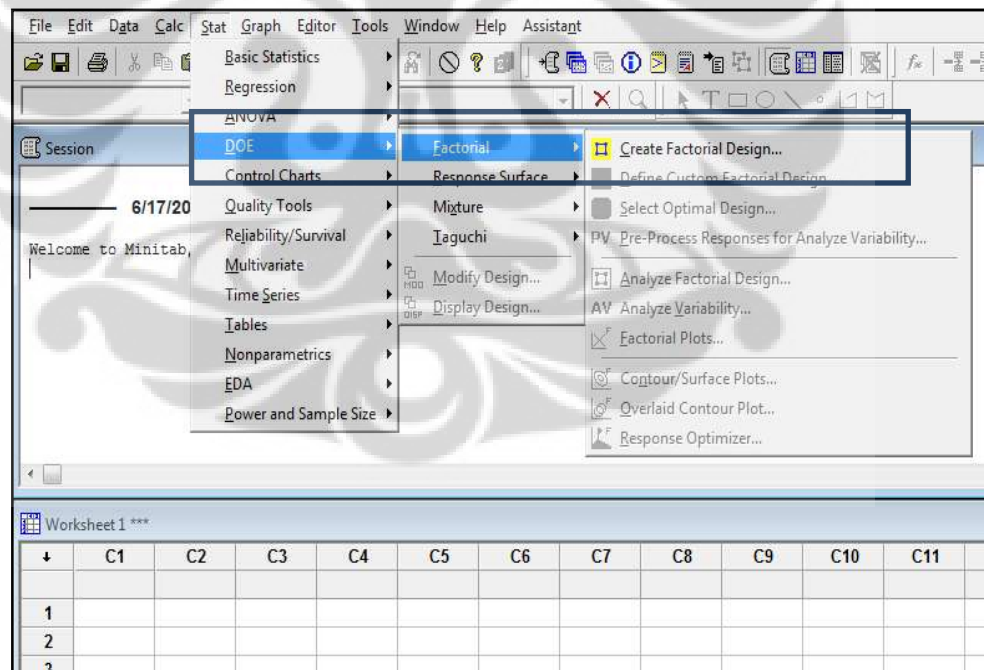 File Edit Data Calc Stat Graph Editor Tools Window Help Assistant
Basic Statistics
Regression
ANOVA
DOE
Control Charts
Quality Tools
Reliability/Survival
Multivariate
Time Series
Tables
Nonparametrics
EDA
Power and Sample Size
Factorial
Response Surface
Mixture
Taguchi
Modify Design...
Display Design...
Create Factorial Design...
Define Custom Factorial Design
Select Optimal Design...
PV Pre-Process Responses for Analyze Variability...
Analyze Factorial Design...
AV Analyze Variability...
Factorial Plots...
Contour/Surface Plots...
Overlaid Contour Plot...
Response Optimizer...
Session
6/17/20
Welcome to Minitab,
Worksheet 1 ***
C1 C2 C3 C4 C5 C6 C7 C8 C9 C10 C11
1
2
3